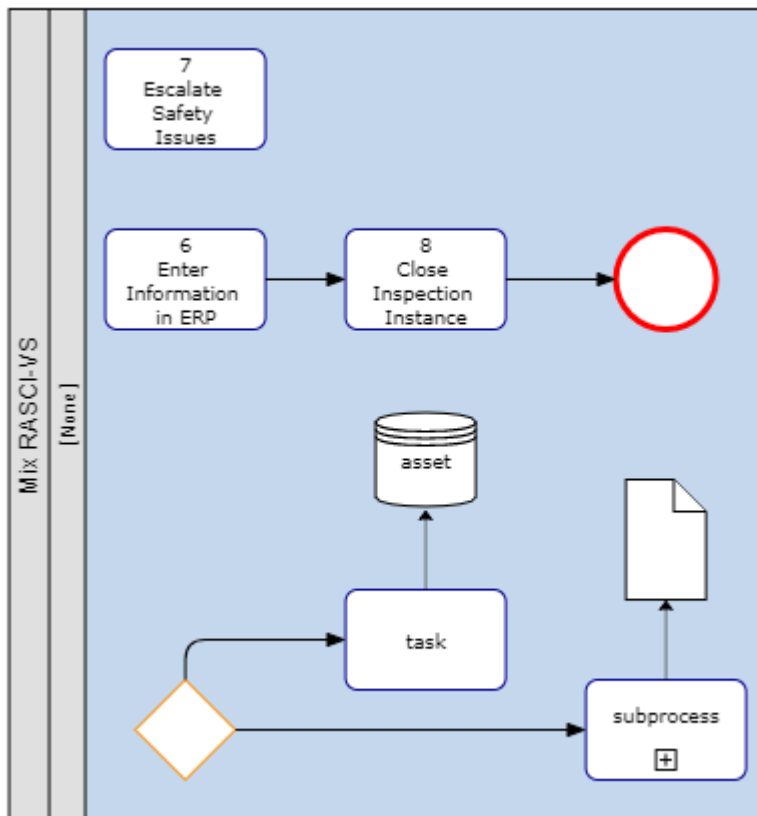 Mix RASCI-VS
[None]
7
Escalate
Safety
Issues
6
Enter
Information
in ERP
8
Close
Inspection
Instance
asset
task
subprocess